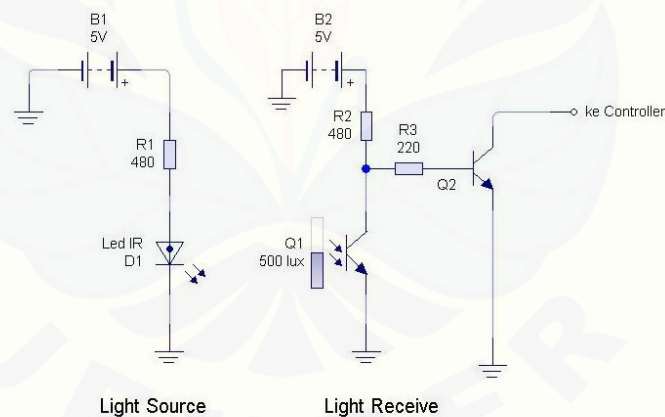 B1
5V
+
R1
480
Led IR
D1
Light Source
B2
5V
+
R2
480
R3
220
Q2
ke Controller
Q1
500 lux
Light Receive